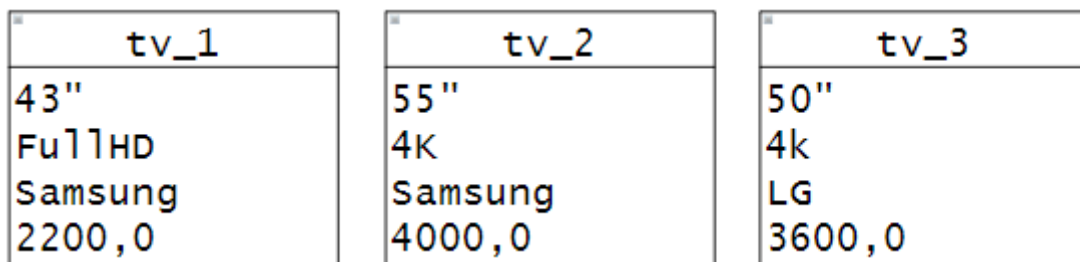 tv_1
43"
FullHD
Samsung
2200,0
tv_2
55"
4K
Samsung
4000,0
tv_3
50"
4k
LG
3600,0